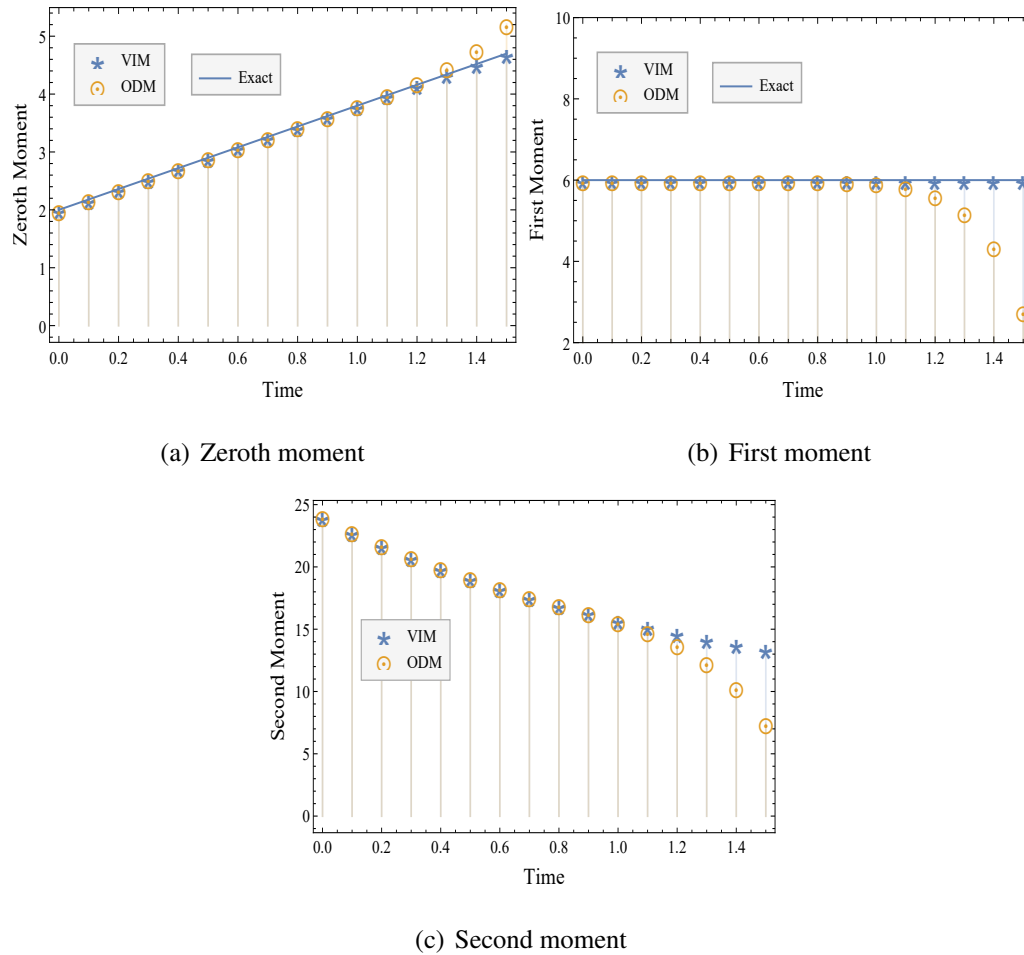 VIM
ODM
Exact
Zeroth Moment
5
4
3
2
1
0
0.0 0.2 0.4 0.6 0.8 1.0 1.2 1.4
Time
(a) Zeroth moment
VIM
ODM
Exact
First Moment
10
8
6
4
2
0.0 0.2 0.4 0.6 0.8 1.0 1.2 1.4
Time
(b) First moment
VIM
ODM
Second Moment
25
20
15
10
5
0
0.0 0.2 0.4 0.6 0.8 1.0 1.2 1.4
Time
(c) Second moment